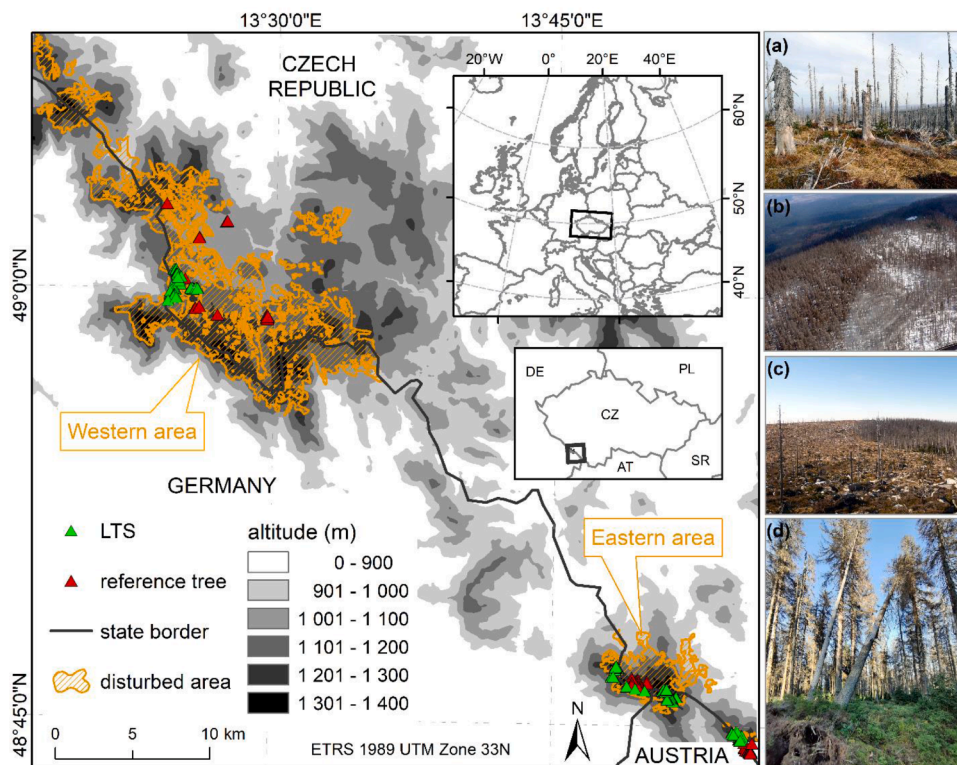 13°30'0"E
13°45'0"E
CZECH
REPUBLIC
20°W
0°
20°E
40°E
60°N
50°N
40°N
49°0'0"N
48°45'0"N
DE
PL
CZ
AT
SR
Western area
Eastern area
GERMANY
LTS
reference tree
state border
disturbed area
altitude (m)
0 - 900
901 - 1 000
1 001 - 1 100
1 101 - 1 200
1 201 - 1 300
1 301 - 1 400
0
5
10 km
ETRS 1989 UTM Zone 33N
N
AUSTRIA
(a)
(b)
(c)
(d)